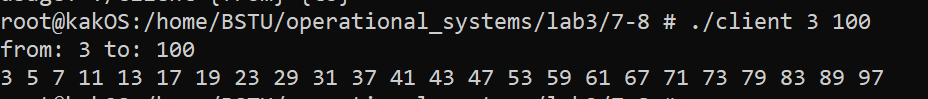 root@kakOS:/home/BSTU/operational_systems/lab3/7-8 # ./client 3 100
from: 3 to: 100
3 5 7 11 13 17 19 23 29 31 37 41 43 47 53 59 61 67 71 73 79 83 89 97